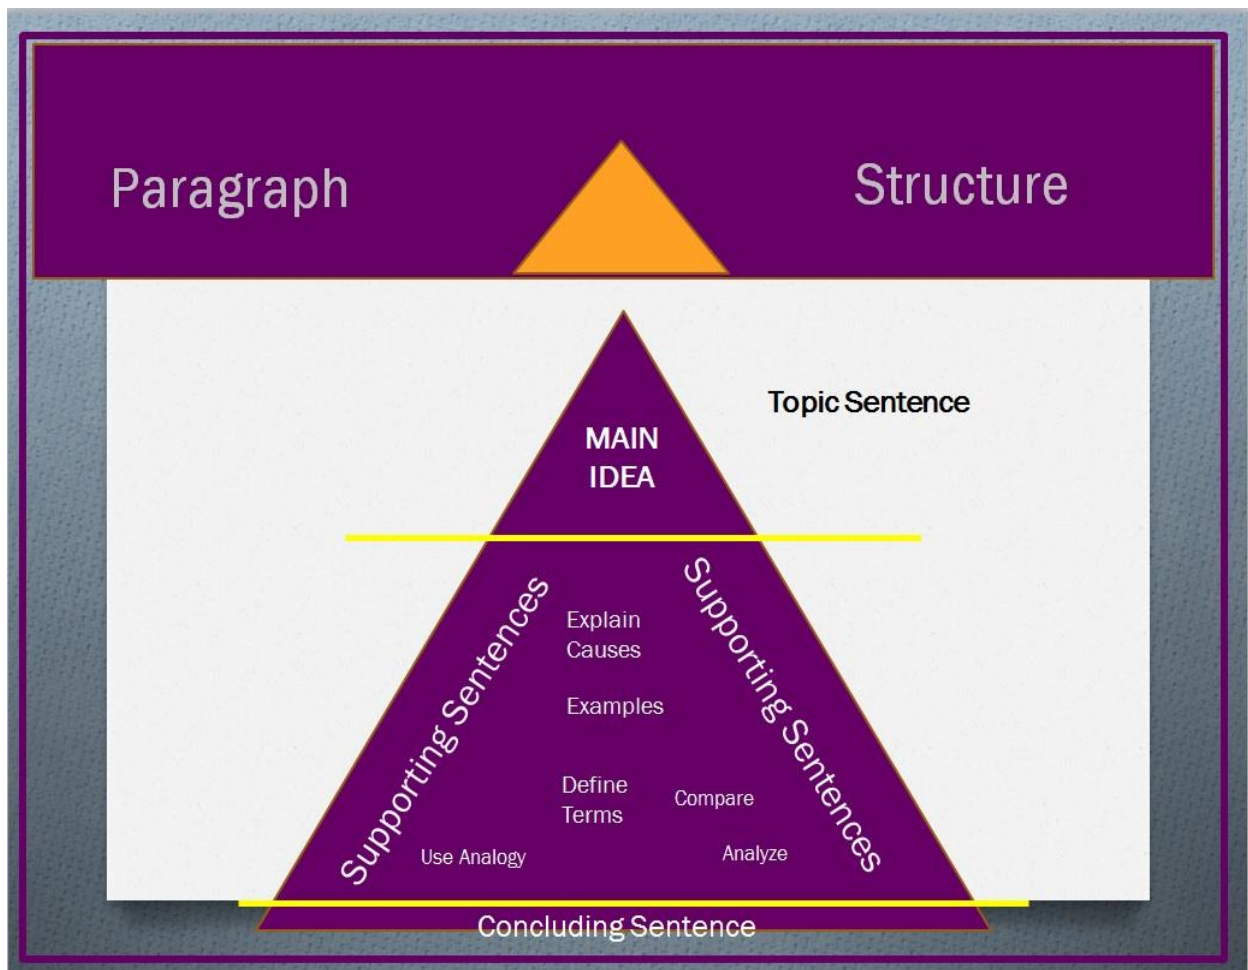 Paragraph
Structure
Topic Sentence
MAIN
IDEA
Supporting Sentences
Supporting Sentences
Explain
Causes
Examples
Define
Terms
Compare
Use Analogy
Analyze
Concluding Sentence